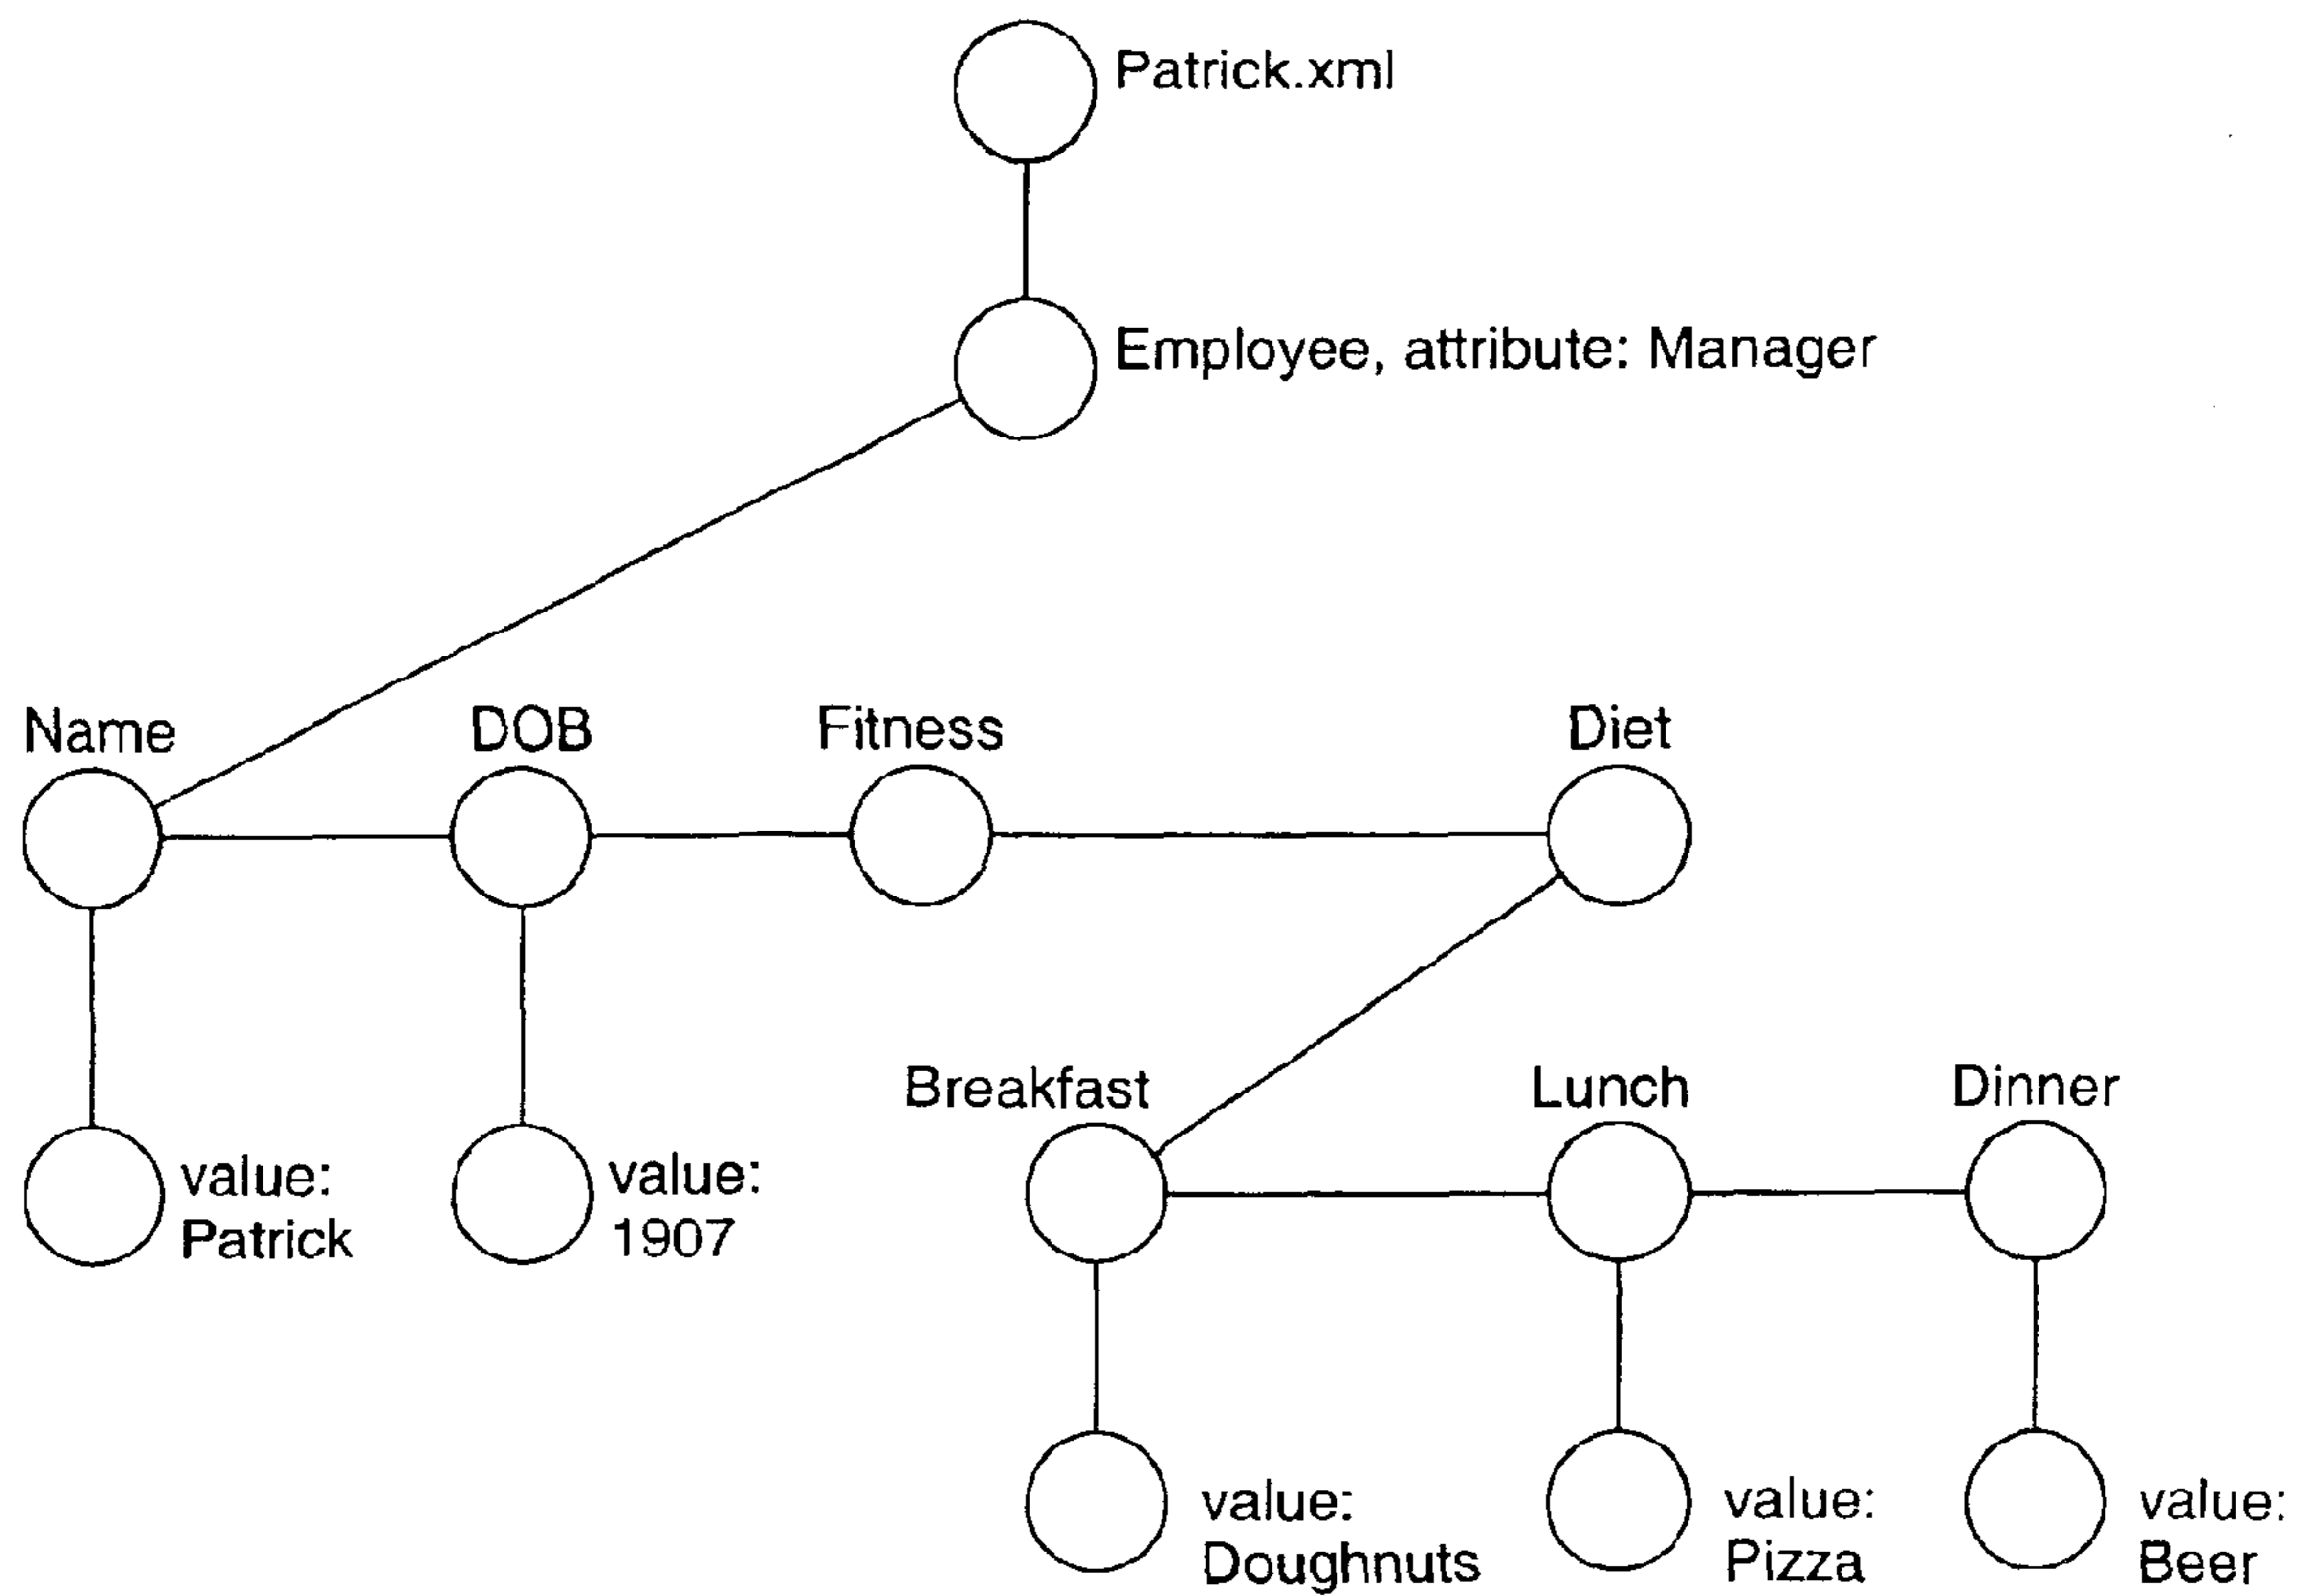 Patrick.xml
Employee, attribute: Manager
Name
DOB
Fitness
Diet
value:
Patrick
value:
1907
Breakfast
Lunch
Dinner
value:
Doughnuts
value:
Pizza
value:
Beer